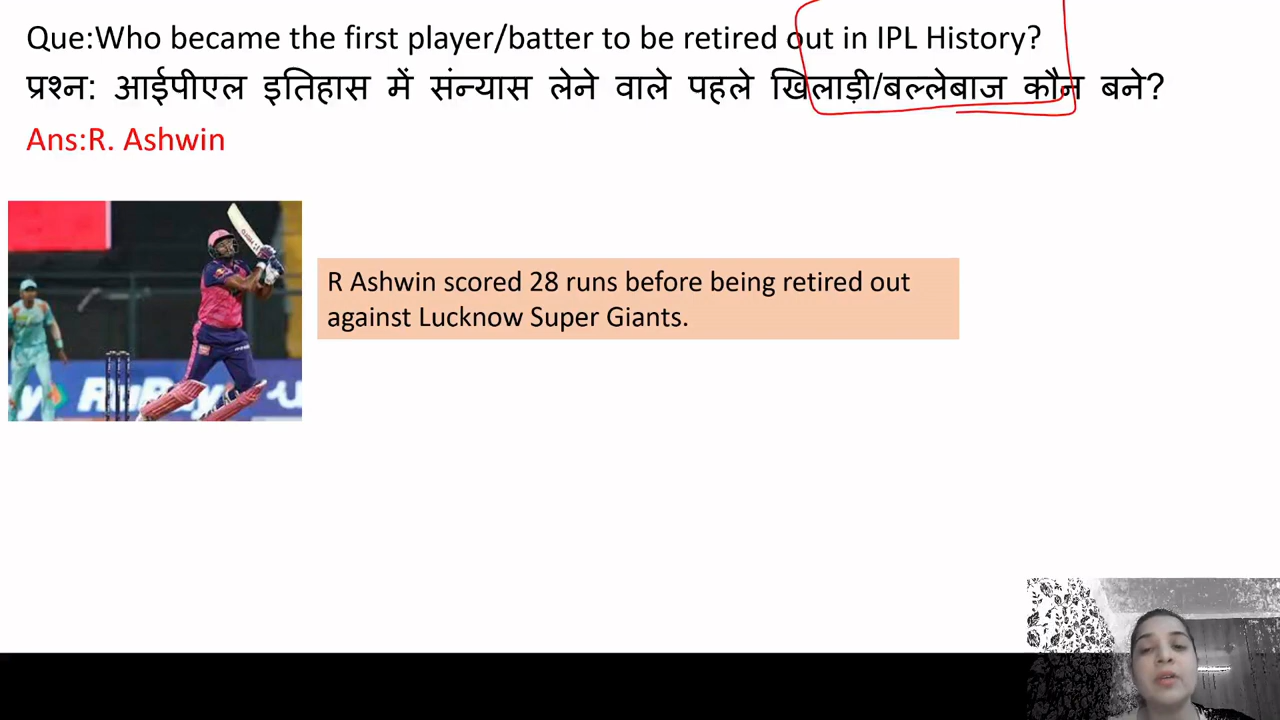 Que:Who became the first player/batter to be retired out in IPL History?
प्रश्न: आईपीएल इतिहास में संन्यास लेने वाले पहले खिलाड़ी/बल्लेबाज कौन बने?
Ans:R. Ashwin
R Ashwin scored 28 runs before being retired out
against Lucknow Super Giants.
RuPay